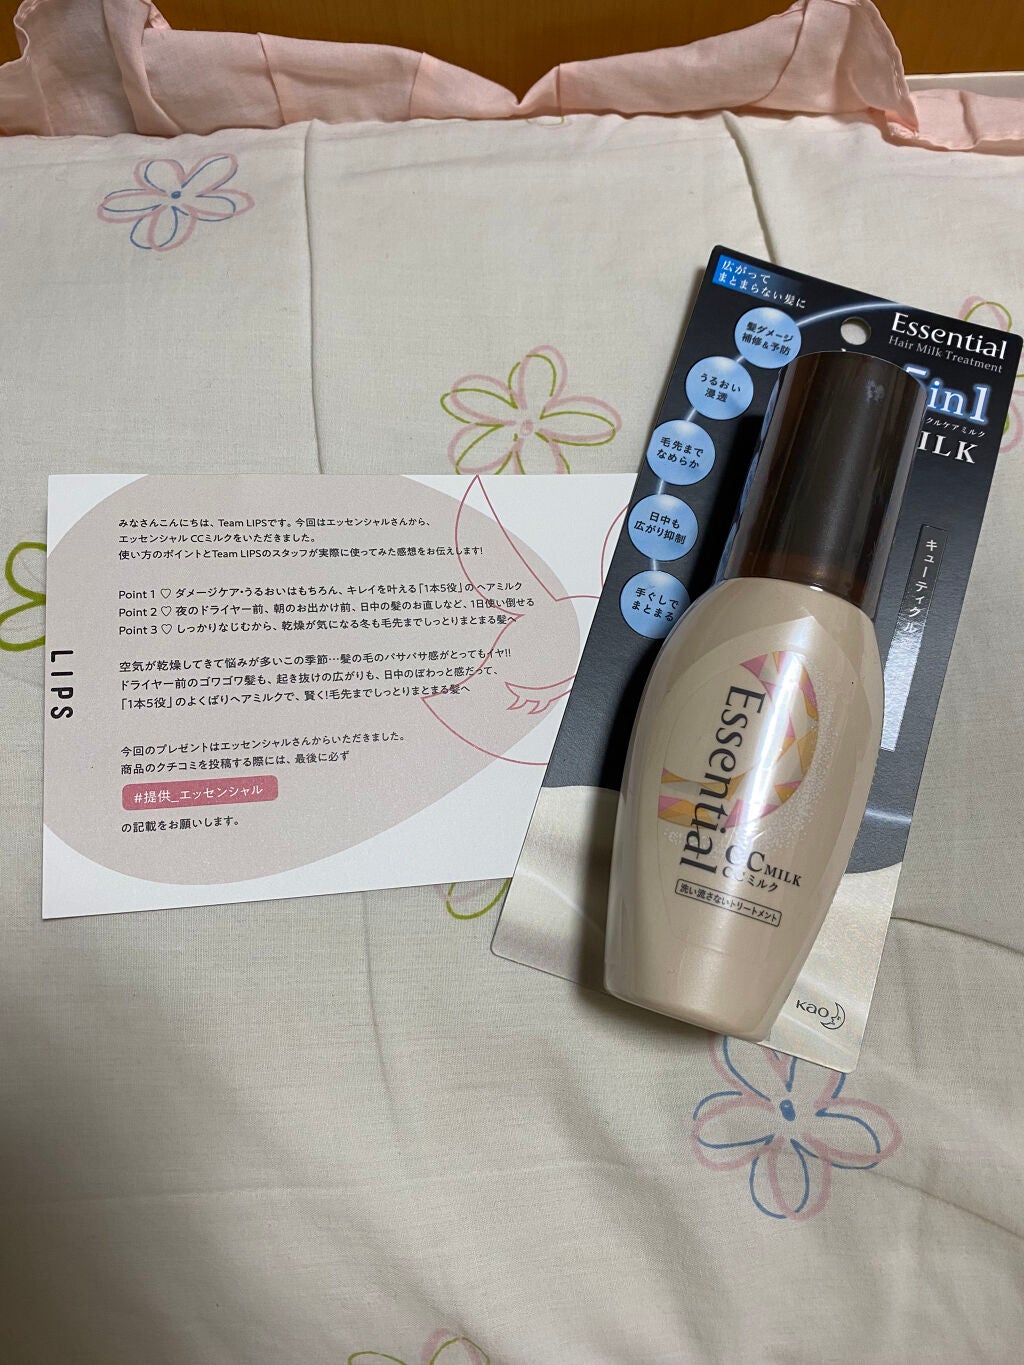 みなさんこんにちは、Team LIPSです。今回はエッセンシャルさんから、
エッセンシャル CCミルクをいただきました。
使い方のポイントとTeam LIPSのスタッフが実際に使ってみた感想をお伝えします!
Point 1 ♡ ダメージケア・うるおいはもちろん、キレイを叶える「1本5役」の ヘアミルク
Point 2 ♡ 夜のドライヤー前、朝のお出かけ前、日中の髪のお直しなど、1日使い倒せる
Point 3 ♡ しっかりなじむから、乾燥が気になる冬も毛先までしっとりまとまる髪へ
空気が乾燥してきて悩みが多いこの季節…髪の毛のパサパサ感がとってもイヤ!!
ドライヤー前のゴワゴワ髪も、起き抜けの広がりも、日中のぽわっと感だって、
「1本5役」のよくばりヘアミルクで、賢く!毛先までしっとりまとまる髪へ
今回のプレゼントはエッセンシャルさんからいただきました。
商品のクチコミを投稿する際には、最後に必ず
#提供_エッセンシャル
の記載をお願いします。
LIPS
広がって
まとまらない髪に
Essential
Hair Milk Treatment
5in1
クルケアミルク
ILK
髪ダメージ
補修&予防
うるおい
浸透
毛先まで
なめらか
日中も
広がり抑制
手ぐしで
まとまる
キューティクル
Essential
CC MILK
CCミルク
洗い流さないトリートメント
Kao